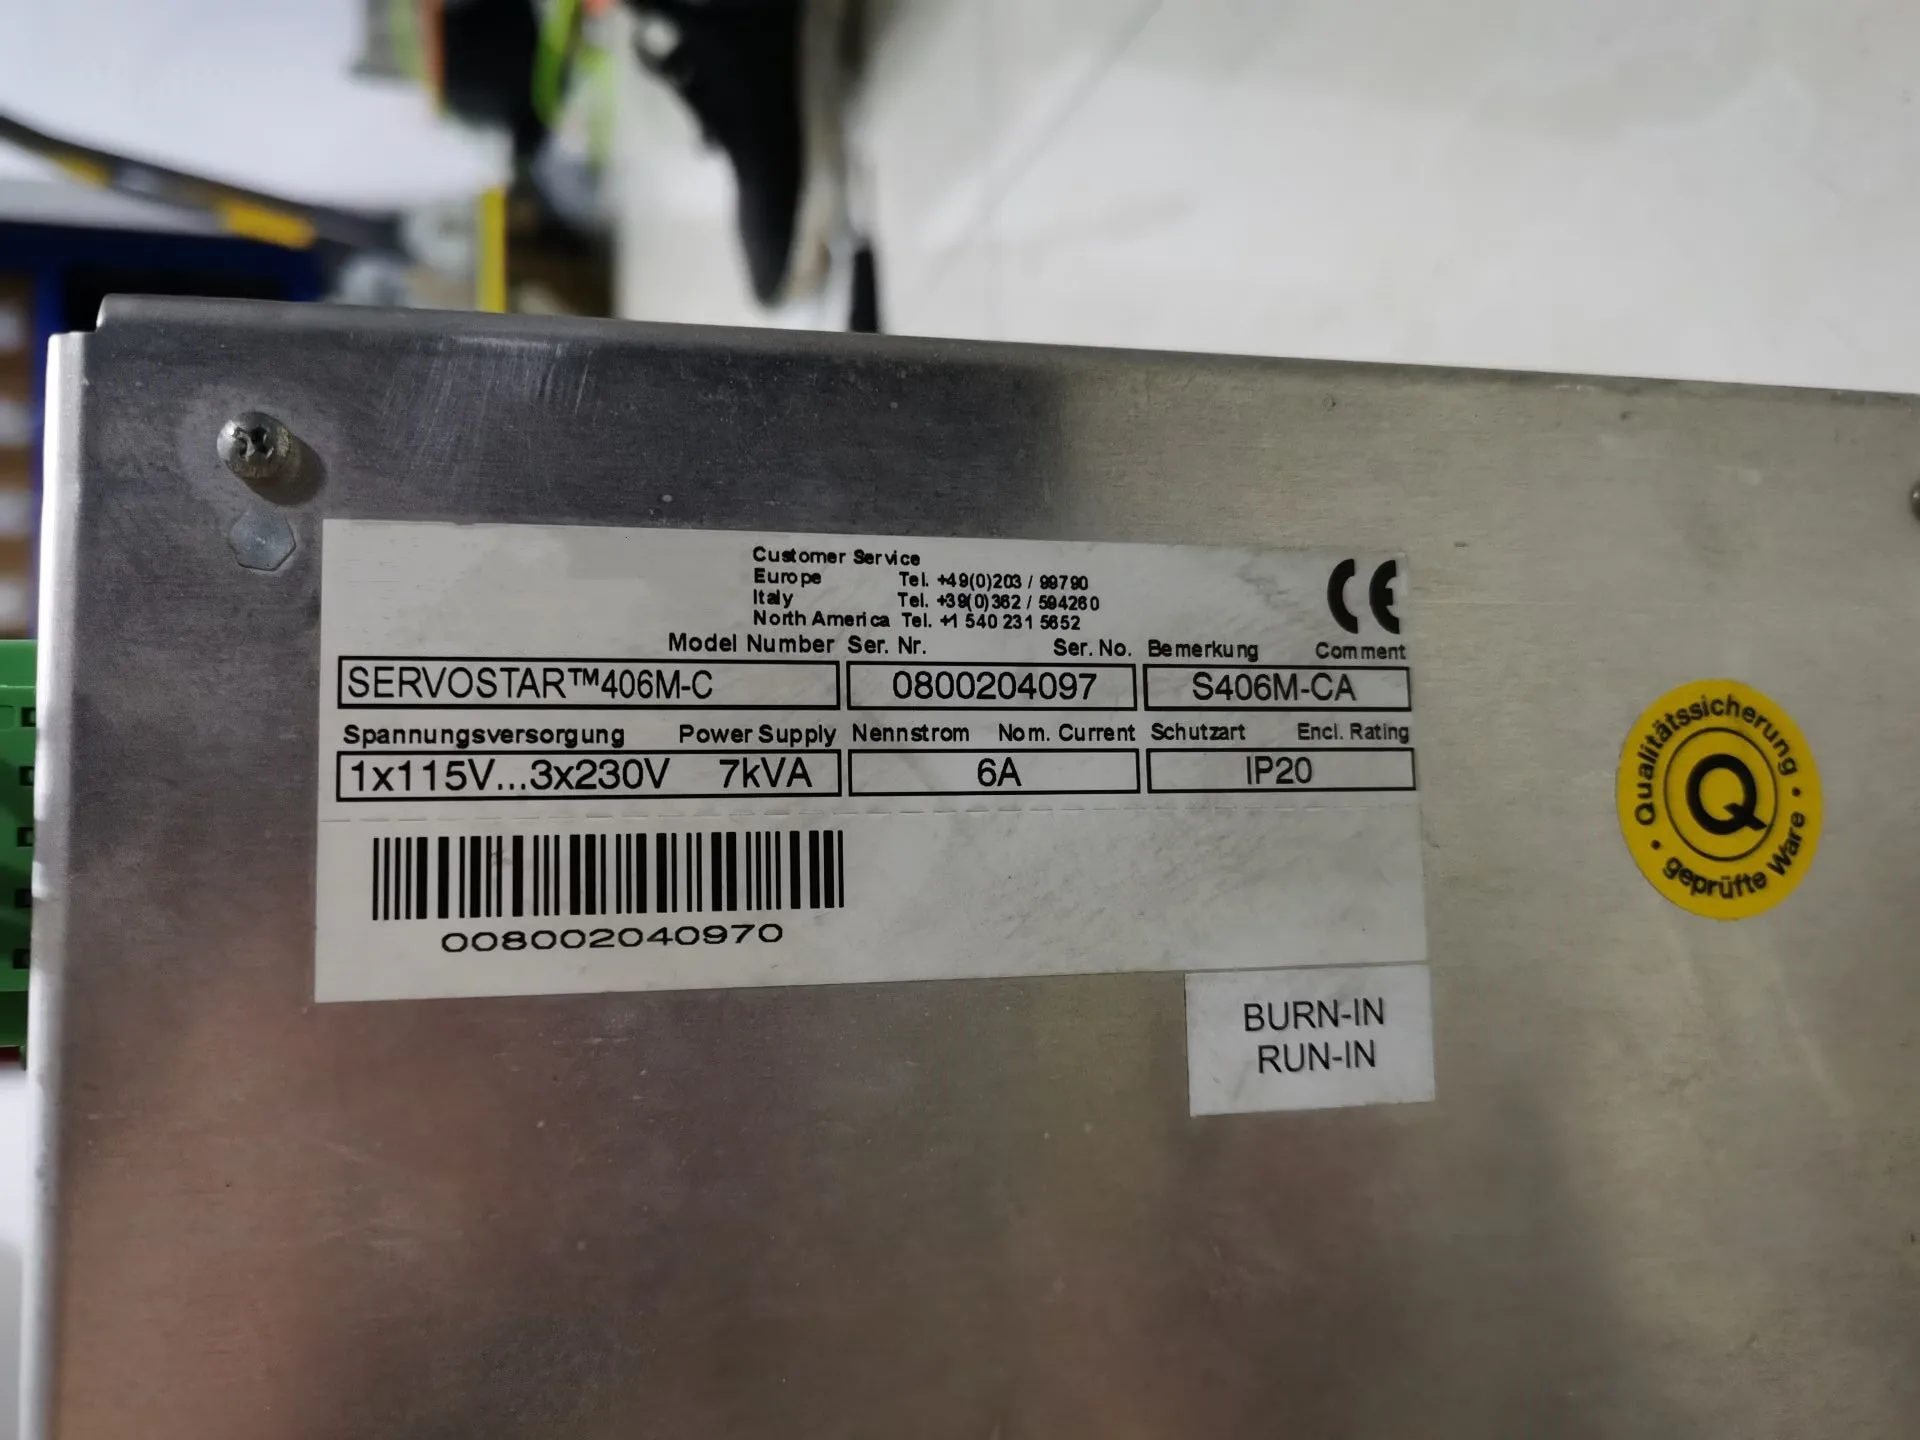 Customer Service
Europe Tel. +49(0)203 / 99790
Italy Tel. +39(0)362 / 594260
North America Tel. +1 540 231 5652
CE
Model Number Ser. Nr. Ser. No. Bemerkung Comment
SERVOSTAR™406M-C 0800204097 S406M-CA
Spannungsversorgung Power Supply Nennstrom Nom. Current Schutzart Encl. Rating
1x115V...3x230V 7kVA 6A IP20
008002040970
BURN-IN
RUN-IN
Qualitätssicherung
Q
geprüfte Ware